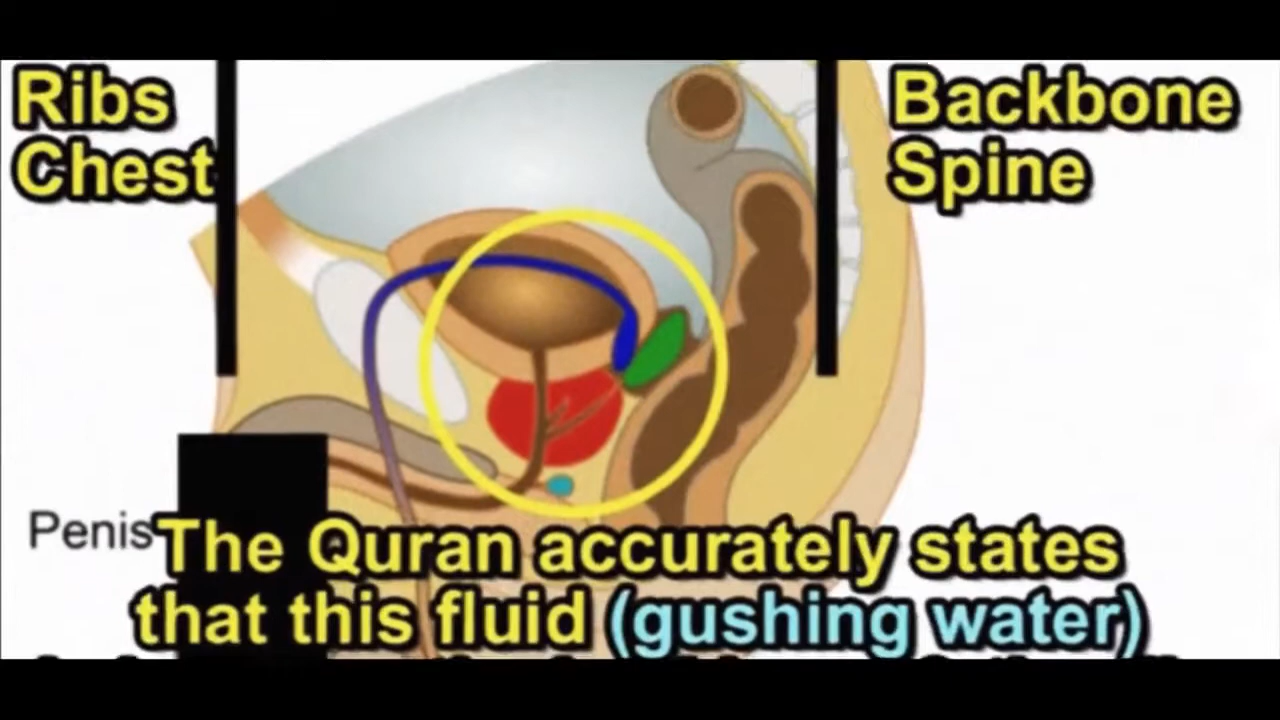 Ribs
Chest
Backbone
Spine
Penis
The Quran accurately states
that this fluid (gushing water)